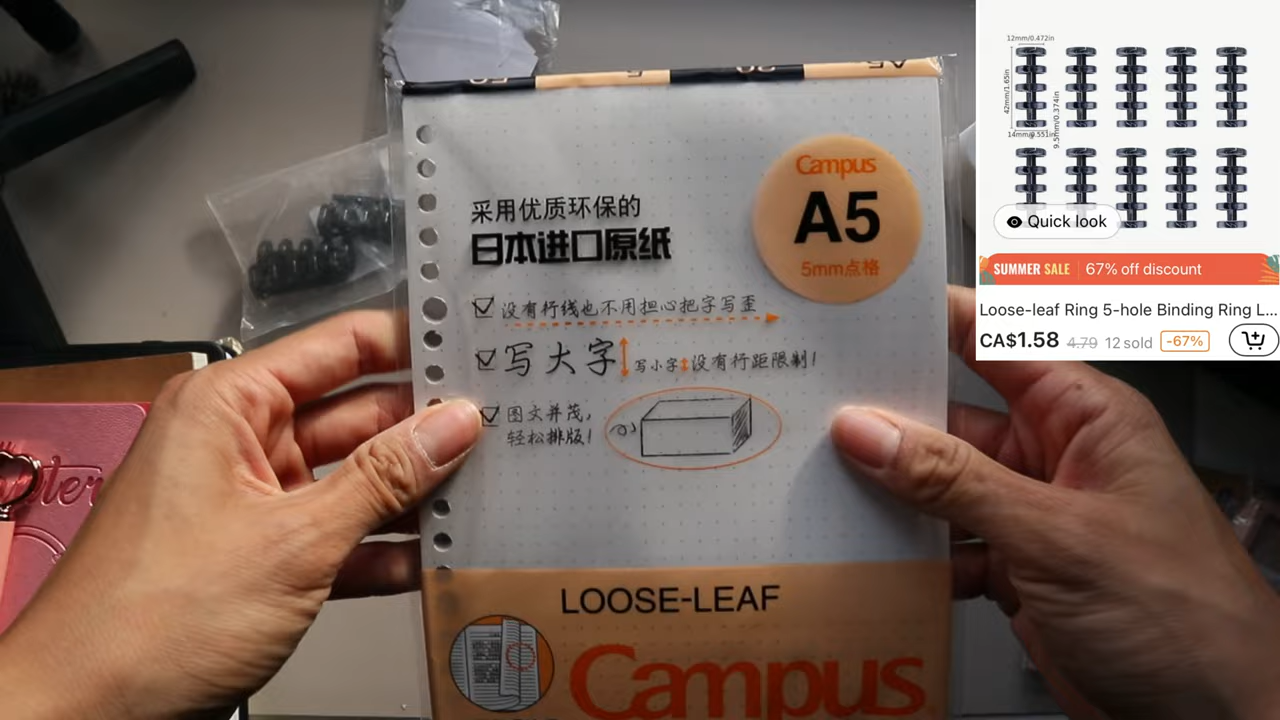 A5
采用优质环保的
日本进口原纸
Campus
A5
5mm点格
没有行线也不用担心把字写歪
写大字 写小字 没有行距限制!
图文并茂,
轻松排版!
LOOSE-LEAF
Campus
12mm/0.472in
42mm/1.65in
14mm/0.551in
9.5mm/0.374in
Quick look
SUMMER SALE 67% off discount
Loose-leaf Ring 5-hole Binding Ring L...
CA$1.58 4.79 12 sold -67%